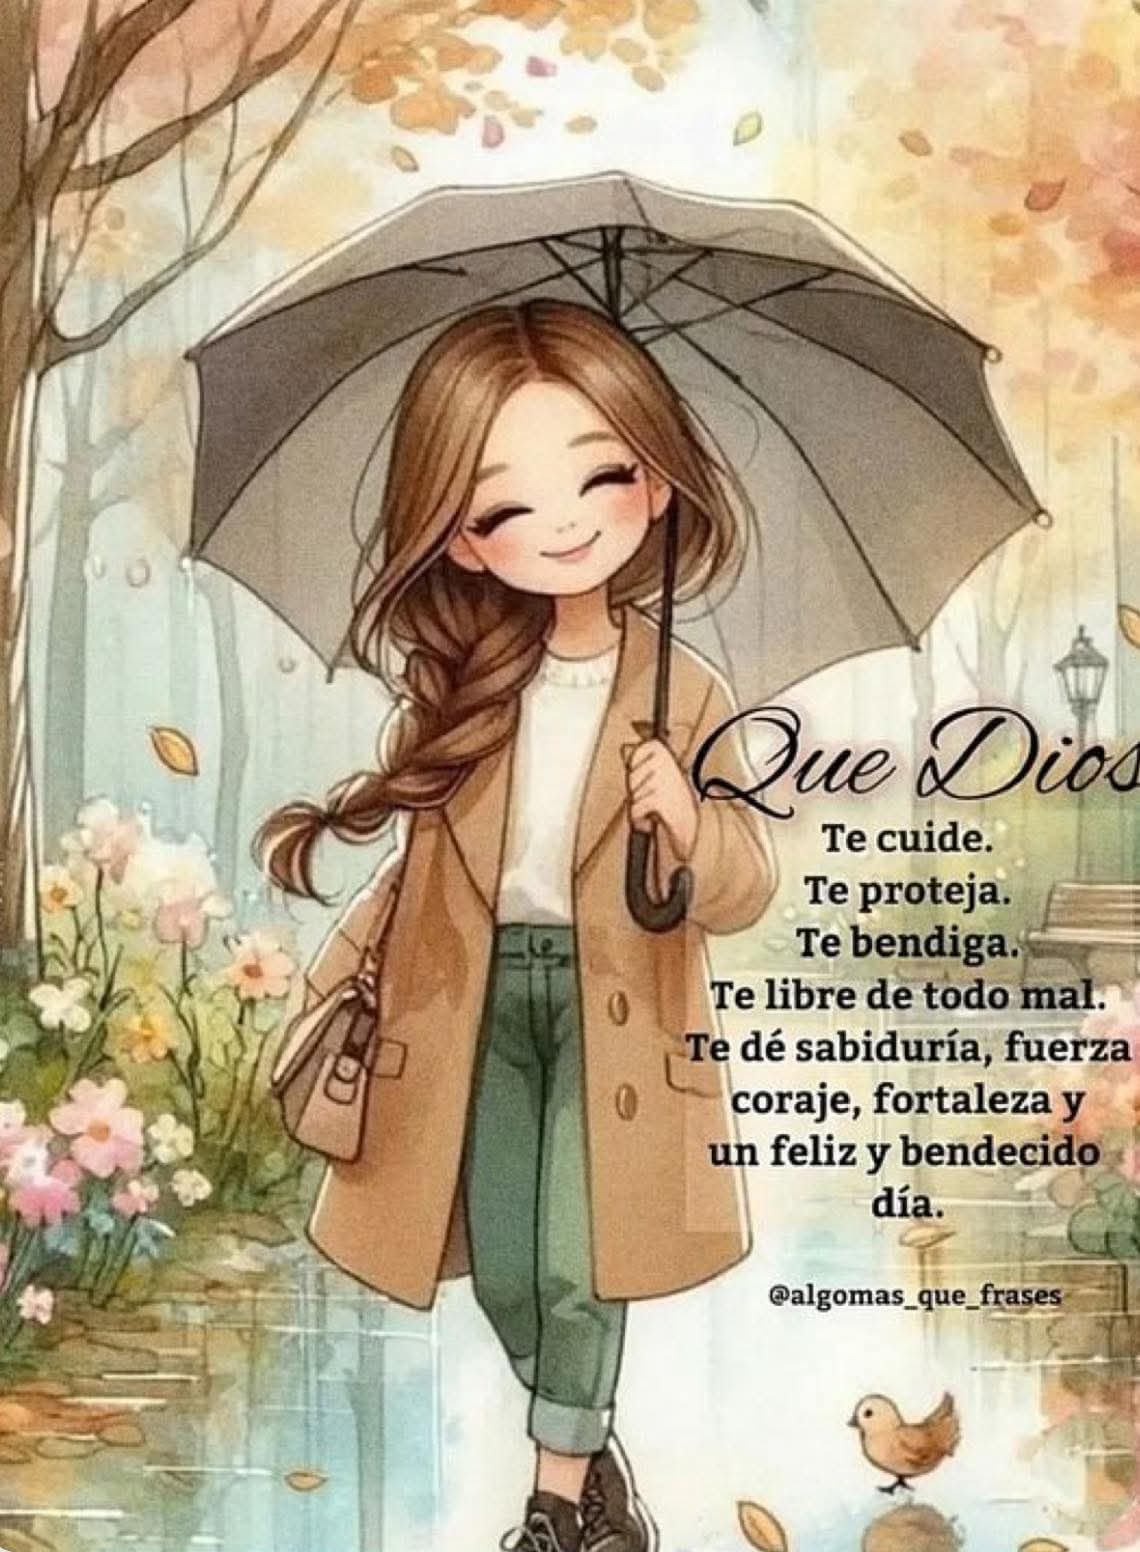 Que Dios
Te cuide.
Te proteja.
Te bendiga.
Te libre de todo mal.
Te dé sabiduría, fuerza
coraje, fortaleza y
un feliz y bendecido
día.
@algomas_que_frases